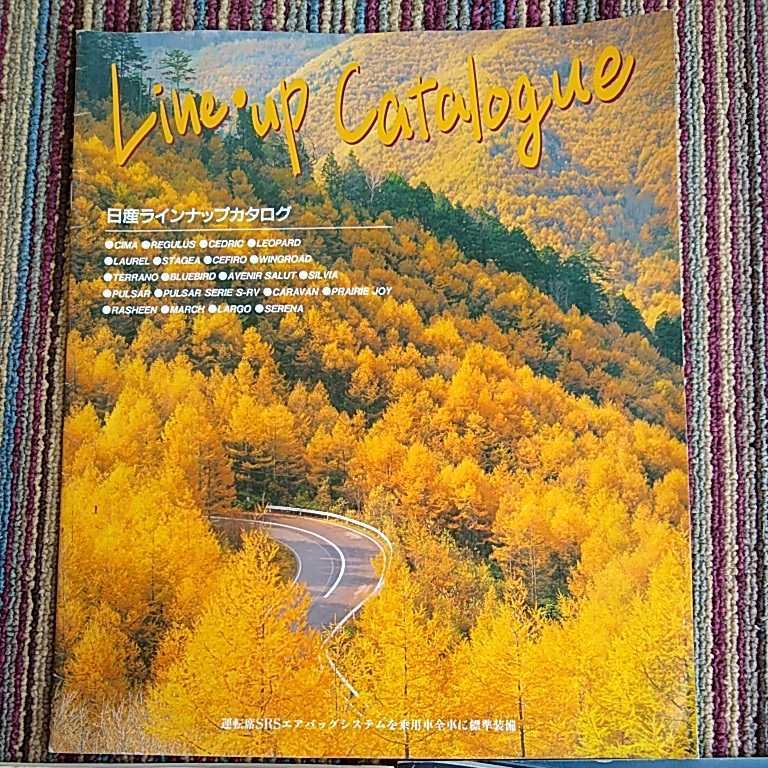 Line・up Catalogue
日産ラインナップカタログ
●CIMA ●REGULUS ●CEDRIC ●LEOPARD
●LAUREL ●STAGEA ●CEFIRO ●WINGROAD
●TERRANO ●BLUEBIRD ●AVENIR SALUT ●SILVIA
●PULSAR ●PULSAR SERIE S-RV ●CARAVAN ●PRAIRIE JOY
●RASHEEN ●MARCH ●LARGO ●SERENA
運転席SRSエアバッグシステムを乗用車全車に標準装備